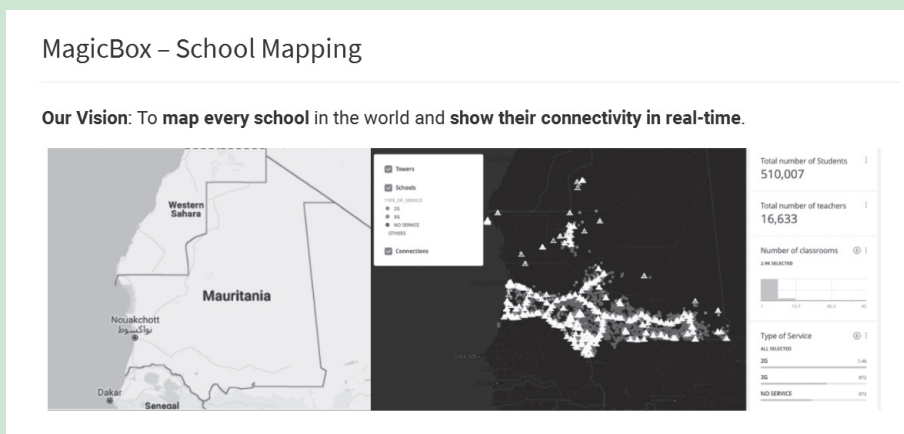 MagicBox – School Mapping
Our Vision: To map every school in the world and show their connectivity in real-time.
Western
Sahara
Mauritania
Nouakchott
نواكشوط
Dakar
Senegal
Towers
Schools
TYPE_OF_SERVICE
2G
3G
NO SERVICE
OTHERS
Connections
DAKAR
Total number of Students
510,007
Total number of teachers
16,633
Number of classrooms
2.9K SELECTED
Type of Service
ALL SELECTED
2G
3G
NO SERVICE